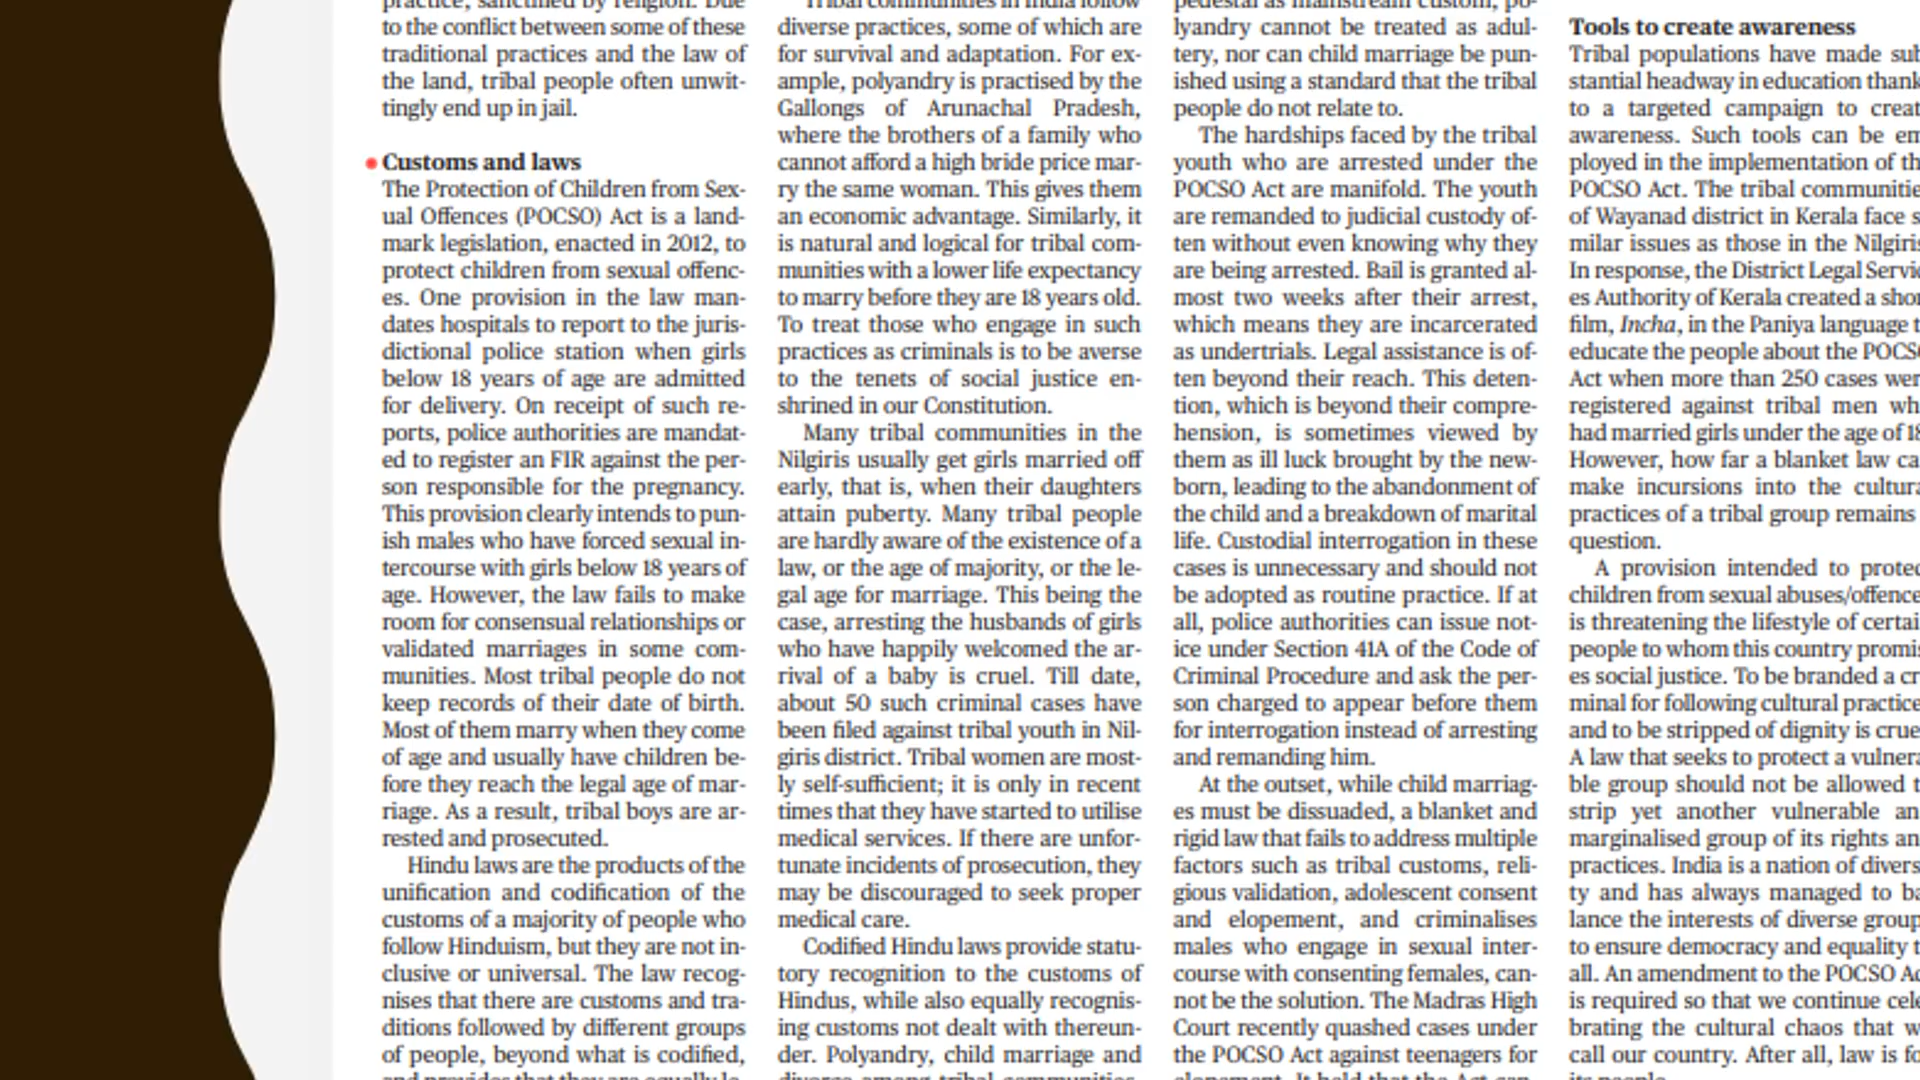 practice, sanctified by religion. Due
to the conflict between some of these
traditional practices and the law of
the land, tribal people often unwit-
tingly end up in jail.
Customs and laws
The Protection of Children from Sex-
ual Offences (POCSO) Act is a land-
mark legislation, enacted in 2012, to
protect children from sexual offenc-
es. One provision in the law man-
dates hospitals to report to the juris-
dictional police station when girls
below 18 years of age are admitted
for delivery. On receipt of such re-
ports, police authorities are mandat-
ed to register an FIR against the per-
son responsible for the pregnancy.
This provision clearly intends to pun-
ish males who have forced sexual in-
tercourse with girls below 18 years of
age. However, the law fails to make
room for consensual relationships or
validated marriages in some com-
munities. Most tribal people do not
keep records of their date of birth.
Most of them marry when they come
of age and usually have children be-
fore they reach the legal age of mar-
riage. As a result, tribal boys are ar-
rested and prosecuted.
Hindu laws are the products of the
unification and codification of the
customs of a majority of people who
follow Hinduism, but they are not in-
clusive or universal. The law recog-
nises that there are customs and tra-
ditions followed by different groups
of people, beyond what is codified,
and provides that they are equally le-
Tribal communities in India follow
diverse practices, some of which are
for survival and adaptation. For ex-
ample, polyandry is practised by the
Gallongs of Arunachal Pradesh,
where the brothers of a family who
cannot afford a high bride price mar-
ry the same woman. This gives them
an economic advantage. Similarly, it
is natural and logical for tribal com-
munities with a lower life expectancy
to marry before they are 18 years old.
To treat those who engage in such
practices as criminals is to be averse
to the tenets of social justice en-
shrined in our Constitution.
Many tribal communities in the
Nilgiris usually get girls married off
early, that is, when their daughters
attain puberty. Many tribal people
are hardly aware of the existence of a
law, or the age of majority, or the le-
gal age for marriage. This being the
case, arresting the husbands of girls
who have happily welcomed the ar-
rival of a baby is cruel. Till date,
about 50 such criminal cases have
been filed against tribal youth in Nil-
giris district. Tribal women are most-
ly self-sufficient; it is only in recent
times that they have started to utilise
medical services. If there are unfor-
tunate incidents of prosecution, they
may be discouraged to seek proper
medical care.
Codified Hindu laws provide statu-
tory recognition to the customs of
Hindus, while also equally recognis-
ing customs not dealt with thereun-
der. Polyandry, child marriage and
diverse among tribal communities.
pedestal as mainstream custom, po-
lyandry cannot be treated as adul-
tery, nor can child marriage be pun-
ished using a standard that the tribal
people do not relate to.
The hardships faced by the tribal
youth who are arrested under the
POCSO Act are manifold. The youth
are remanded to judicial custody of-
ten without even knowing why they
are being arrested. Bail is granted al-
most two weeks after their arrest,
which means they are incarcerated
as undertrials. Legal assistance is of-
ten beyond their reach. This deten-
tion, which is beyond their compre-
hension, is sometimes viewed by
them as ill luck brought by the new-
born, leading to the abandonment of
the child and a breakdown of marital
life. Custodial interrogation in these
cases is unnecessary and should not
be adopted as routine practice. If at
all, police authorities can issue not-
ice under Section 41A of the Code of
Criminal Procedure and ask the per-
son charged to appear before them
for interrogation instead of arresting
and remanding him.
At the outset, while child marriag-
es must be dissuaded, a blanket and
rigid law that fails to address multiple
factors such as tribal customs, reli-
gious validation, adolescent consent
and elopement, and criminalises
males who engage in sexual inter-
course with consenting females, can-
not be the solution. The Madras High
Court recently quashed cases under
the POCSO Act against teenagers for
elopement. It held that the Act can-
Tools to create awareness
Tribal populations have made sub
stantial headway in education thank
to a targeted campaign to creat
awareness. Such tools can be em
ployed in the implementation of th
POCSO Act. The tribal communitie
of Wayanad district in Kerala face s
milar issues as those in the Nilgiris
In response, the District Legal Servic
es Authority of Kerala created a shor
film, Incha, in the Paniya language t
educate the people about the POCS
Act when more than 250 cases wer
registered against tribal men wh
had married girls under the age of 18
However, how far a blanket law ca
make incursions into the cultura
practices of a tribal group remains
question.
A provision intended to protec
children from sexual abuses/offence
is threatening the lifestyle of certai
people to whom this country promis
es social justice. To be branded a cr
minal for following cultural practice
and to be stripped of dignity is crue
A law that seeks to protect a vulnera
ble group should not be allowed t
strip yet another vulnerable an
marginalised group of its rights an
practices. India is a nation of divers
ty and has always managed to ba
lance the interests of diverse group
to ensure democracy and equality t
all. An amendment to the POCSO Ac
is required so that we continue cele
brating the cultural chaos that w
call our country. After all, law is fo
its people.